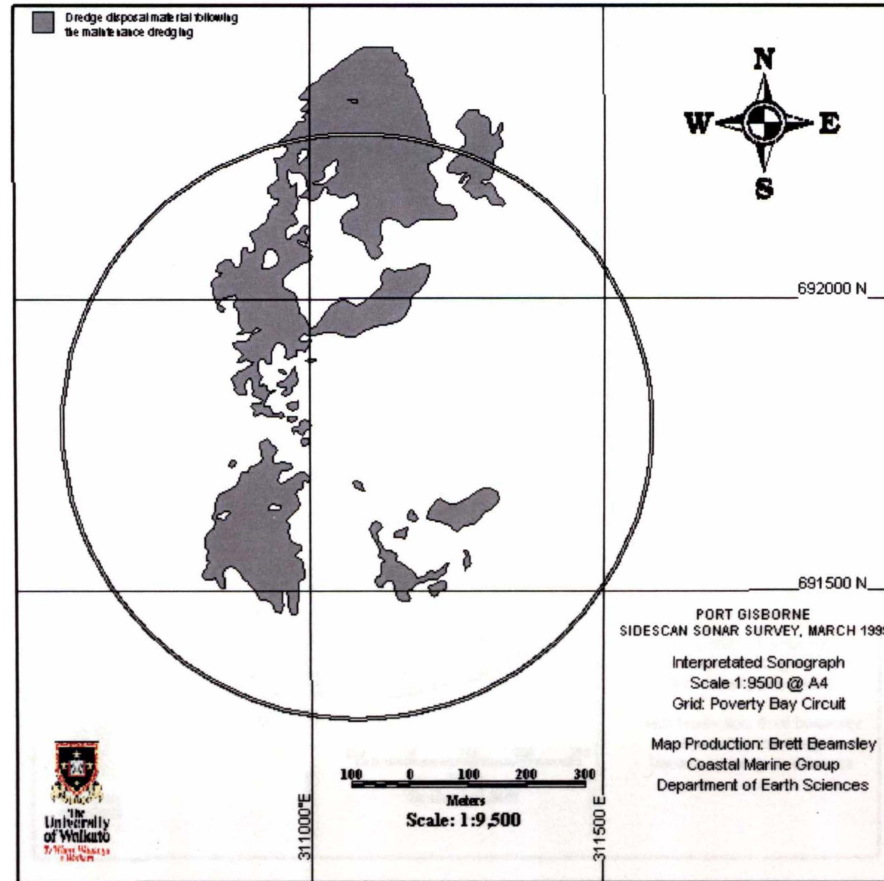 Dredge disposal material following
the maintenance dredging
N
W E
S
692000 N
691500 N
PORT GISBORNE
SIDESCAN SONAR SURVEY, MARCH
Interpretated Sonograph
Scale 1:9500 @ A4
Grid: Poverty Bay Circuit
Map Production: Brett Beamsley
Coastal Marine Group
Department of Earth Sciences
100 0 100 200 300
Meters
Scale: 1:9,500
311000°E
311500 E
The
University
of Waikato